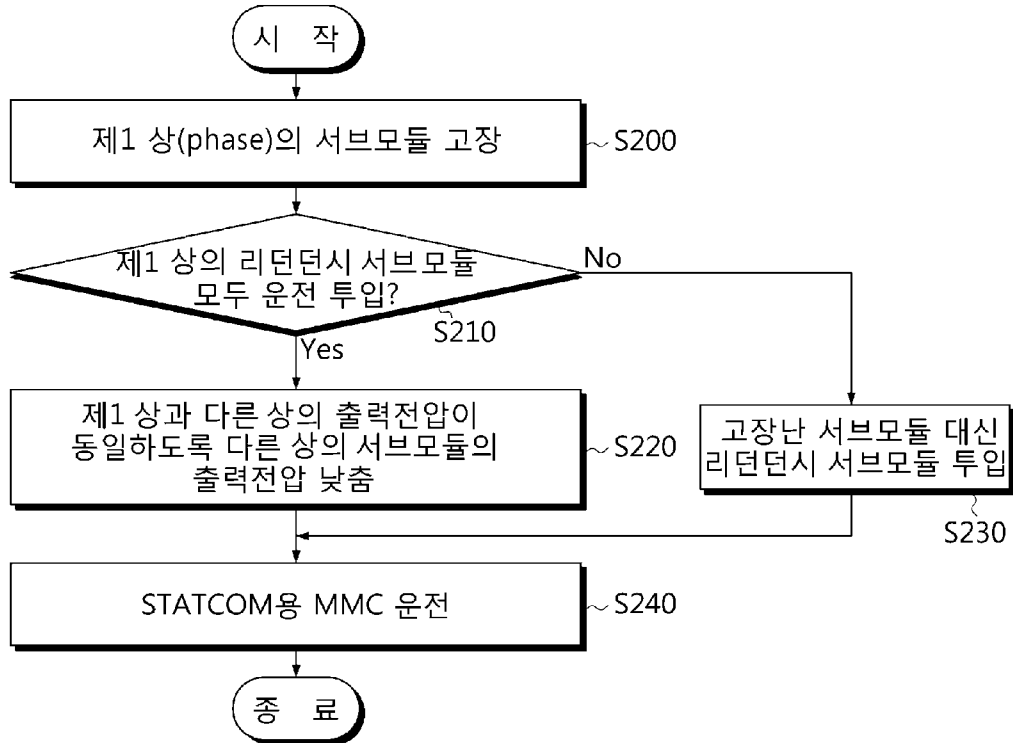 시 작
제1 상(phase)의 서브모듈 고장
S200
제1 상의 리던던시 서브모듈
모두 운전 투입?
No
S210
Yes
제1 상과 다른 상의 출력전압이
동일하도록 다른 상의 서브모듈의
출력전압 낮춤
S220
고장난 서브모듈 대신
리던던시 서브모듈 투입
S230
STATCOM용 MMC 운전
S240
종 료